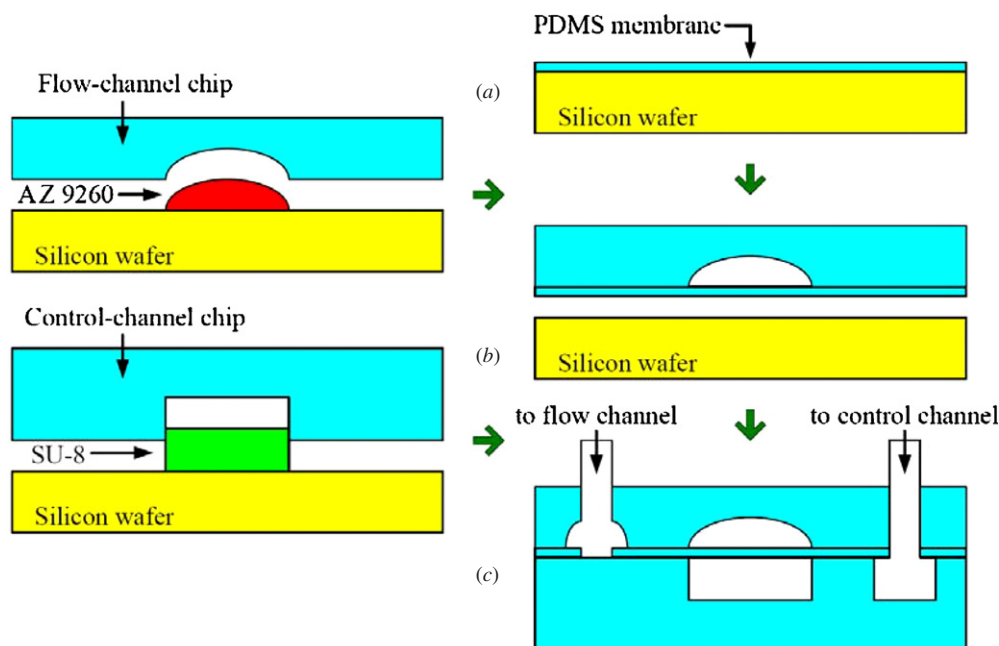 PDMS membrane
Flow-channel chip
(a)
Silicon wafer
AZ 9260
Silicon wafer
Control-channel chip
(b)
Silicon wafer
to flow channel
to control channel
SU-8
Silicon wafer
(c)